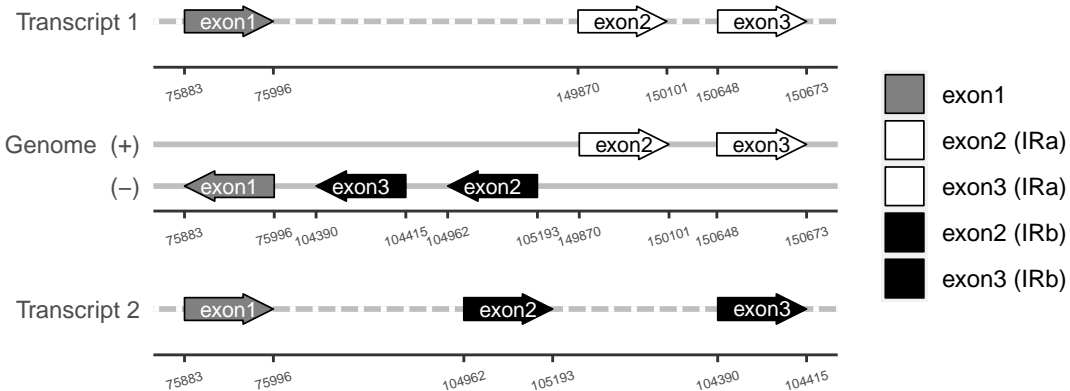 Transcript 1 exon1 exon2 exon3
75883 75996 149870 150101 150648 150673
Genome (+) exon2 exon3
(−) exon1 exon3 exon2
75883 75996 104390 104415 104962 105193 149870 150101 150648 150673
Transcript 2 exon1 exon2 exon3
75883 75996 104962 105193 104390 104415
exon1
exon2 (IRa)
exon3 (IRa)
exon2 (IRb)
exon3 (IRb)